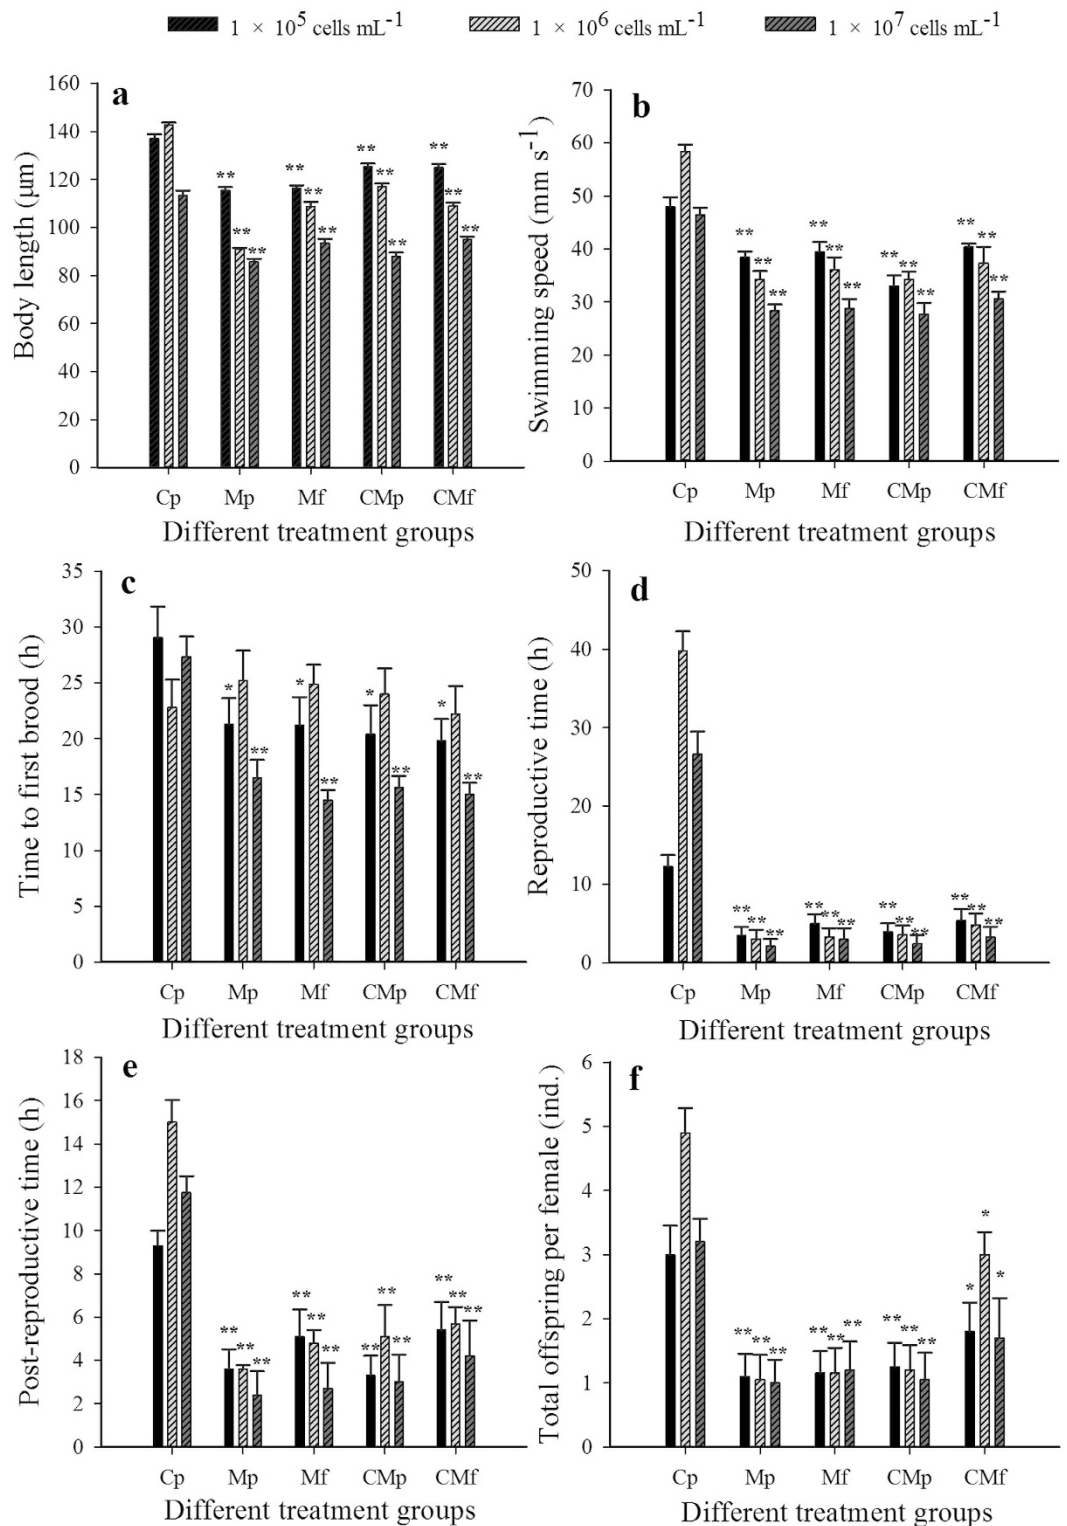 1 × 10⁵ cells mL⁻¹ 1 × 10⁶ cells mL⁻¹ 1 × 10⁷ cells mL⁻¹
a
Body length (μm)
160
140
120
100
80
60
40
20
0
** ** ** ** ** ** ** ** ** ** ** **
Cp Mp Mf CMp CMf
Different treatment groups
b
Swimming speed (mm s⁻¹)
70
60
50
40
30
20
10
0
** ** ** ** ** ** ** ** ** ** ** **
Cp Mp Mf CMp CMf
Different treatment groups
c
Time to first brood (h)
35
30
25
20
15
10
5
0
* ** * ** * ** * **
Cp Mp Mf CMp CMf
Different treatment groups
d
Reproductive time (h)
50
40
30
20
10
0
** ** ** ** ** ** ** ** ** ** ** **
Cp Mp Mf CMp CMf
Different treatment groups
e
Post-reproductive time (h)
18
16
14
12
10
8
6
4
2
0
** ** ** ** ** ** ** ** ** ** ** **
Cp Mp Mf CMp CMf
Different treatment groups
f
Total offspring per female (ind.)
6
5
4
3
2
1
0
** ** ** ** ** ** ** ** ** * * *
Cp Mp Mf CMp CMf
Different treatment groups